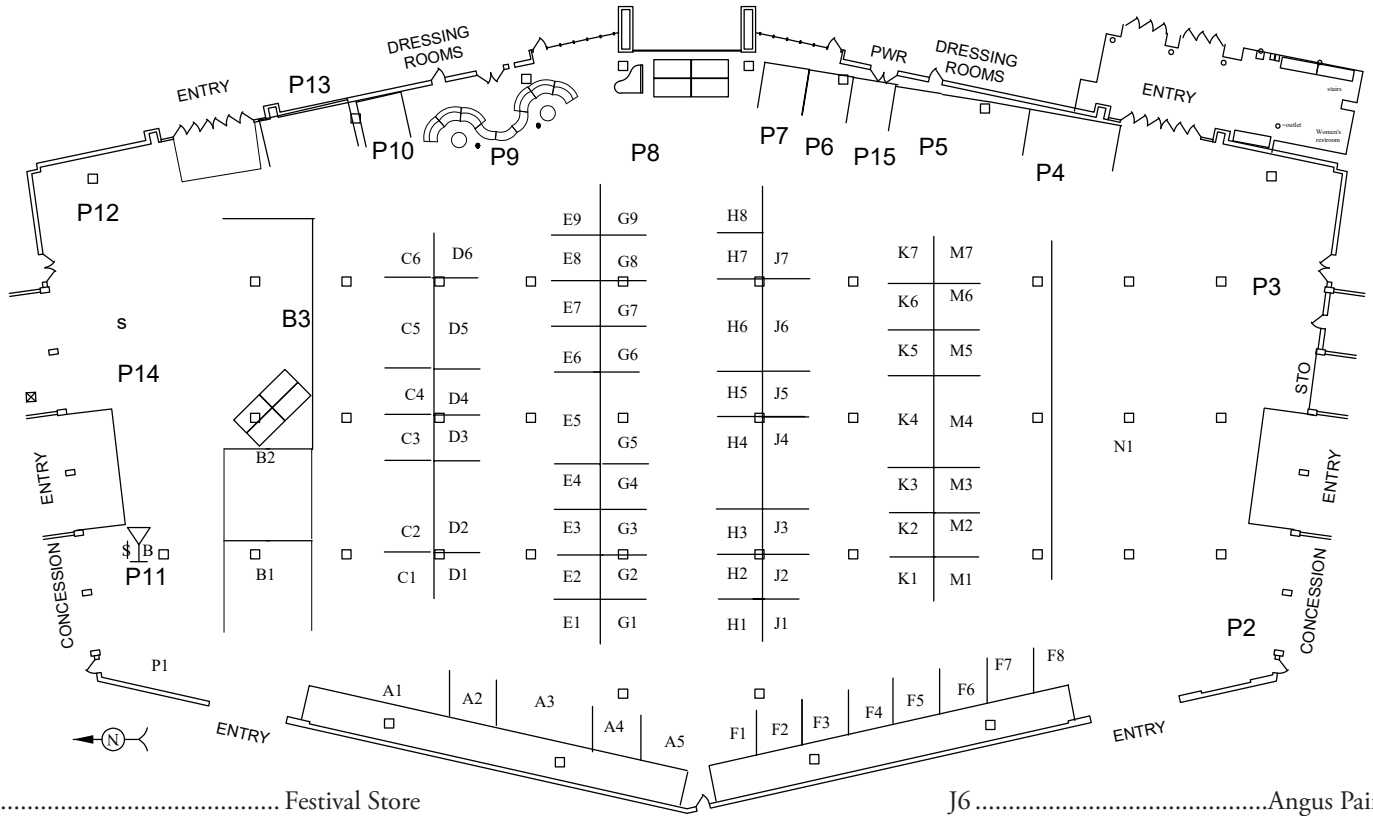 DRESSING ROOMS
PWR
DRESSING ROOMS
ENTRY
P13
ENTRY
stairs
outlet
Women's restroom
P10
P9
P8
P7
P6
P15
P5
P4
P12
E9
G9
H8
C6
D6
E8
G8
H7
J7
K7
M7
P3
S
B3
C5
D5
E7
G7
H6
J6
K6
M6
P14
E6
G6
K5
M5
STO
C4
D4
H5
J5
C3
D3
E5
G5
H4
J4
K4
M4
N1
ENTRY
B2
E4
G4
K3
M3
ENTRY
C2
D2
E3
G3
H3
J3
K2
M2
S B
P11
B1
C1
D1
E2
G2
H2
J2
K1
M1
CONCESSION
CONCESSION
E1
G1
H1
J1
P2
P1
A1
A2
A3
A4
A5
F1
F2
F3
F4
F5
F6
F7
F8
N
ENTRY
ENTRY
Festival Store
J6 Angus Pai